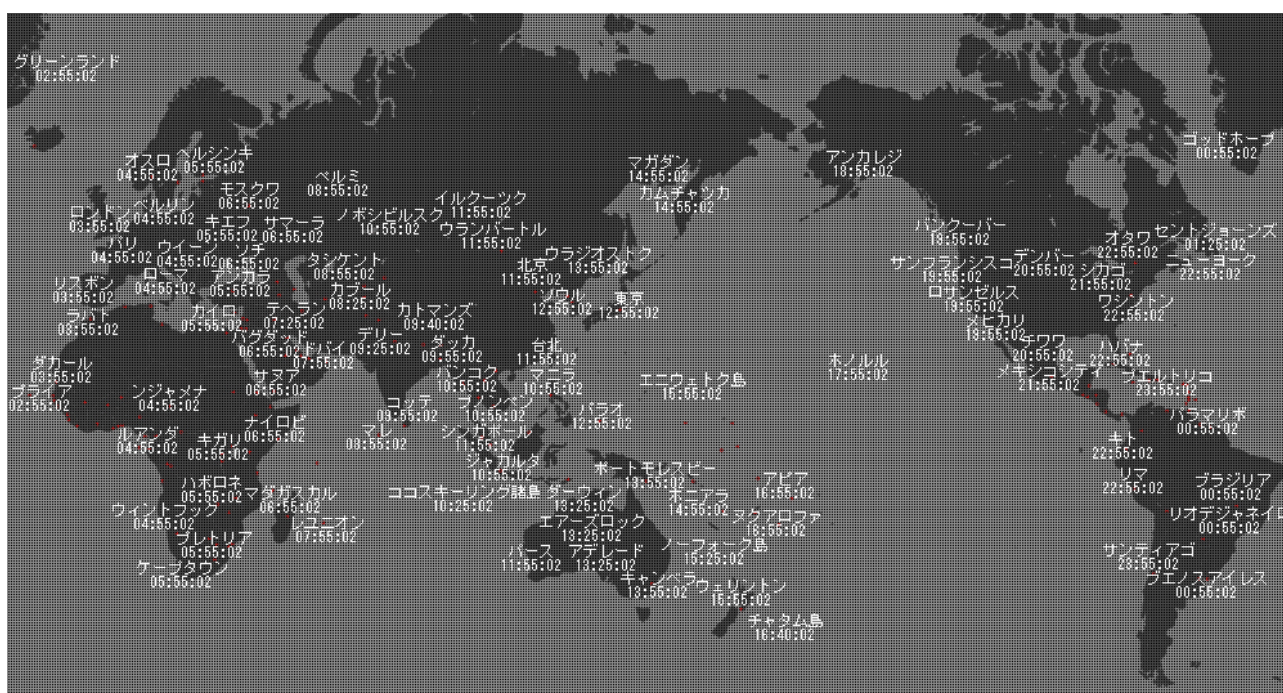 グリーンランド
02:55:02
ゴッドホープ
00:55:02
オスロ
04:55:02
ヘルシンキ
05:55:02
マガダン
14:55:02
アンカレジ
18:55:02
ペルミ
08:55:02
モスクワ
06:55:02
カムチャツカ
14:55:02
イルクーツク
11:55:02
ロンドン
03:55:02
ベルリン
04:55:02
キエフ
05:55:02
サマーラ
06:55:02
ノボシビルスク
10:55:02
ウランバートル
11:55:02
バンクーバー
オタワ
22:55:02
セントジョーンズ
01:25:02
パリ
04:55:02
ウィーン
04:55:02
ソチ
06:55:02
ウラジオストク
13:55:02
デンバー
20:55:02
ニューヨーク
22:55:02
タシケント
08:55:02
北京
11:55:02
サンフランシスコ
19:55:02
シカゴ
21:55:02
リスボン
03:55:02
ローマ
04:55:02
アンカラ
05:55:02
カブール
08:25:02
ソウル
12:55:02
東京
12:55:02
ロサンゼルス
19:55:02
ワシントン
22:55:02
ラバト
03:55:02
カイロ
05:55:02
テヘラン
07:25:02
カトマンズ
09:40:02
メヒカリ
バグダッド
06:55:02
ドバイ
07:55:02
デリー
09:25:02
ダッカ
09:55:02
台北
11:55:02
チワワ
20:55:02
ハバナ
22:55:02
ダカール
03:55:02
サヌア
06:55:02
バンコク
10:55:02
マニラ
10:55:02
エニウェトク島
ホノルル
17:55:02
メキシコシティ
21:55:02
プエルトリコ
23:55:02
プライア
02:55:02
ンジャメナ
04:55:02
コッテ
プノンペン
10:55:02
パラオ
12:55:02
パラマリボ
00:55:02
ナイロビ
06:55:02
ルアンダ
04:55:02
キガリ
05:55:02
マレ
08:55:02
シンガポール
11:55:02
キト
22:55:02
ジャカルタ
10:55:02
ポートモレスビー
13:55:02
アピア
16:55:02
リマ
22:55:02
ブラジリア
00:55:02
ハボロネ
05:55:02
マダガスカル
06:55:02
ココスキーリング諸島
10:25:02
ダーウィン
13:25:02
ホニアラ
14:55:02
ウィントフック
04:55:02
レユニオン
07:55:02
エアーズロック
13:25:02
ヌクアロファ
リオデジャネイロ
00:55:02
プレトリア
05:55:02
パース
11:55:02
アデレード
13:25:02
ノーフォーク島
15:25:02
サンティアゴ
23:55:02
ケープタウン
05:55:02
キャンベラ
13:55:02
ウェリントン
15:55:02
ブエノスアイレス
00:55:02
チャタム島
16:40:02